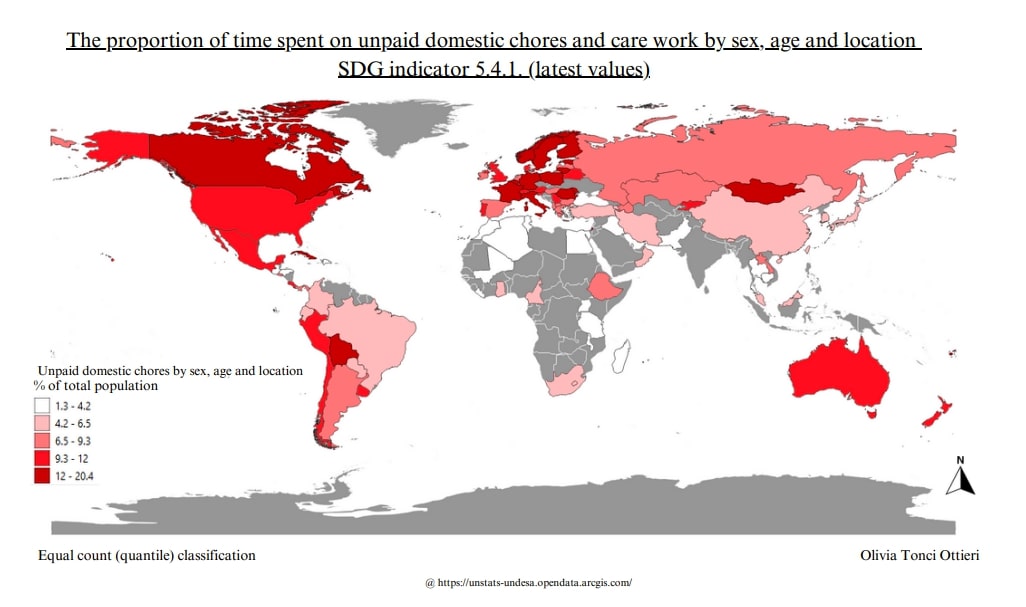 The proportion of time spent on unpaid domestic chores and care work by sex, age and location
SDG indicator 5.4.1. (latest values)
Unpaid domestic chores by sex, age and location
% of total population
1.3 - 4.2
4.2 - 6.5
6.5 - 9.3
9.3 - 12
12 - 20.4
N
Equal count (quantile) classification
Olivia Tonci Ottieri
@ https://unstats-undesa.opendata.arcgis.com/